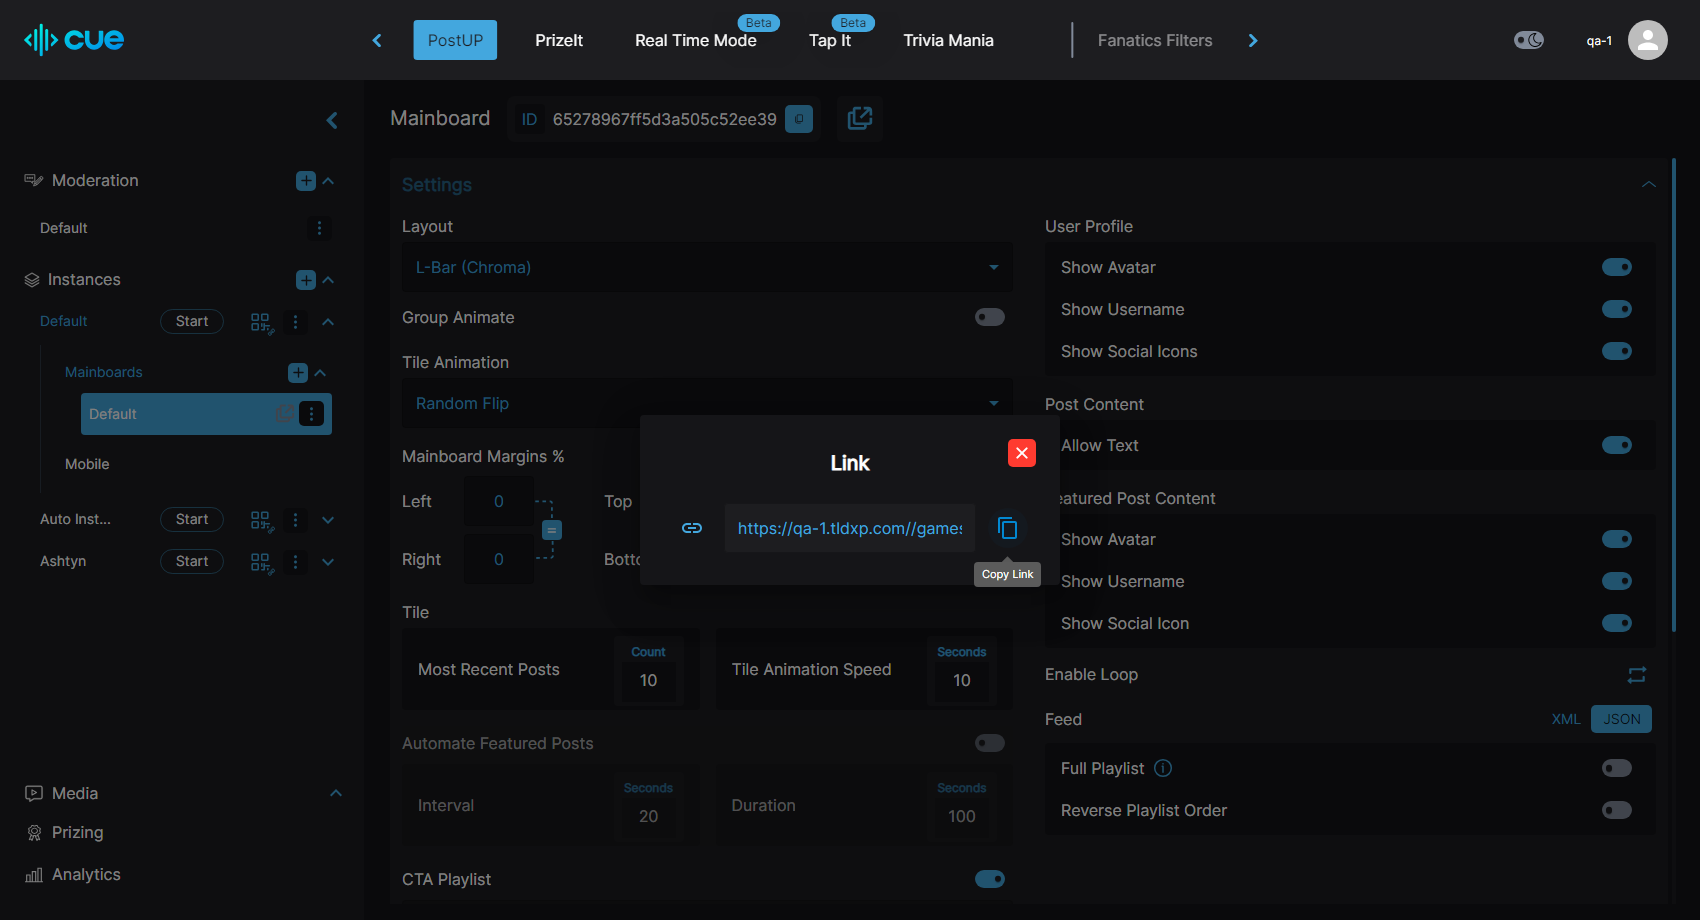 cue
PostUP
PrizeIt
Real Time Mode
Beta
Tap It
Beta
Trivia Mania
Fanatics Filters
qa-1
Mainboard
ID
65278967ff5d3a505c52ee39
Moderation
Default
Instances
Default
Start
Mainboards
Default
Mobile
Auto Inst...
Start
Ashtyn
Start
Media
Prizing
Analytics
Settings
Layout
L-Bar (Chroma)
Group Animate
Tile Animation
Random Flip
Mainboard Margins %
Left
0
Top
=
Right
0
Tile
Most Recent Posts
Count
10
Tile Animation Speed
Seconds
10
Automate Featured Posts
Interval
Seconds
20
Duration
Seconds
100
CTA Playlist
User Profile
Show Avatar
Show Username
Show Social Icons
Post Content
Allow Text
eatured Post Content
Show Avatar
Show Username
Show Social Icon
Enable Loop
Feed
XML
JSON
Full Playlist
Reverse Playlist Order
Link
https://qa-1.tldxp.com//games
Copy Link